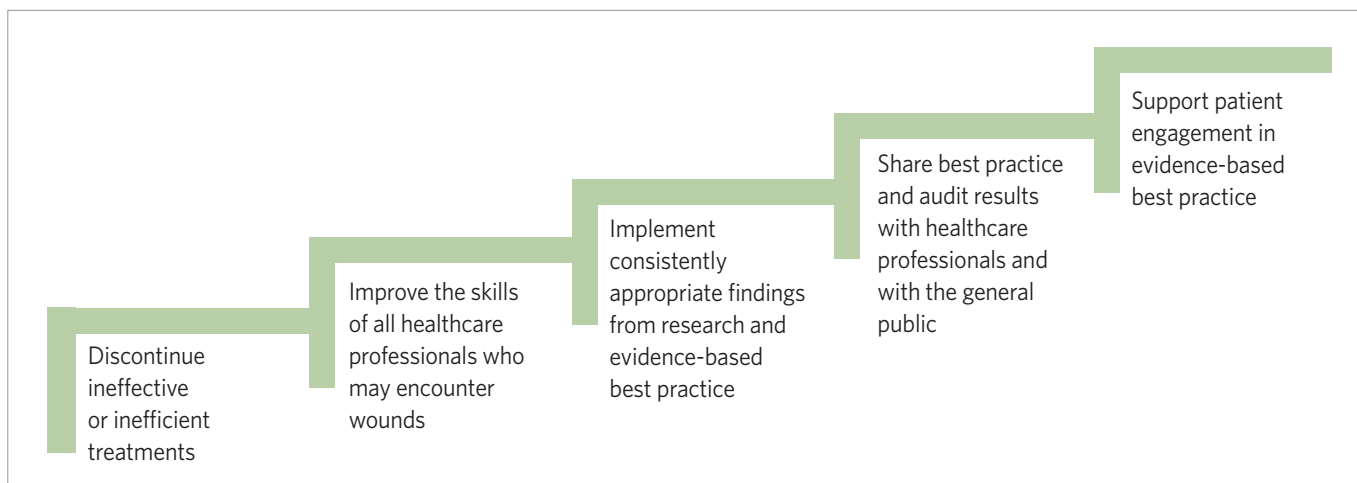 Discontinue
ineffective
or inefficient
treatments
Improve the skills
of all healthcare
professionals who
may encounter
wounds
Implement
consistently
appropriate findings
from research and
evidence-based
best practice
Share best practice
and audit results
with healthcare
professionals and
with the general
public
Support patient
engagement in
evidence-based
best practice